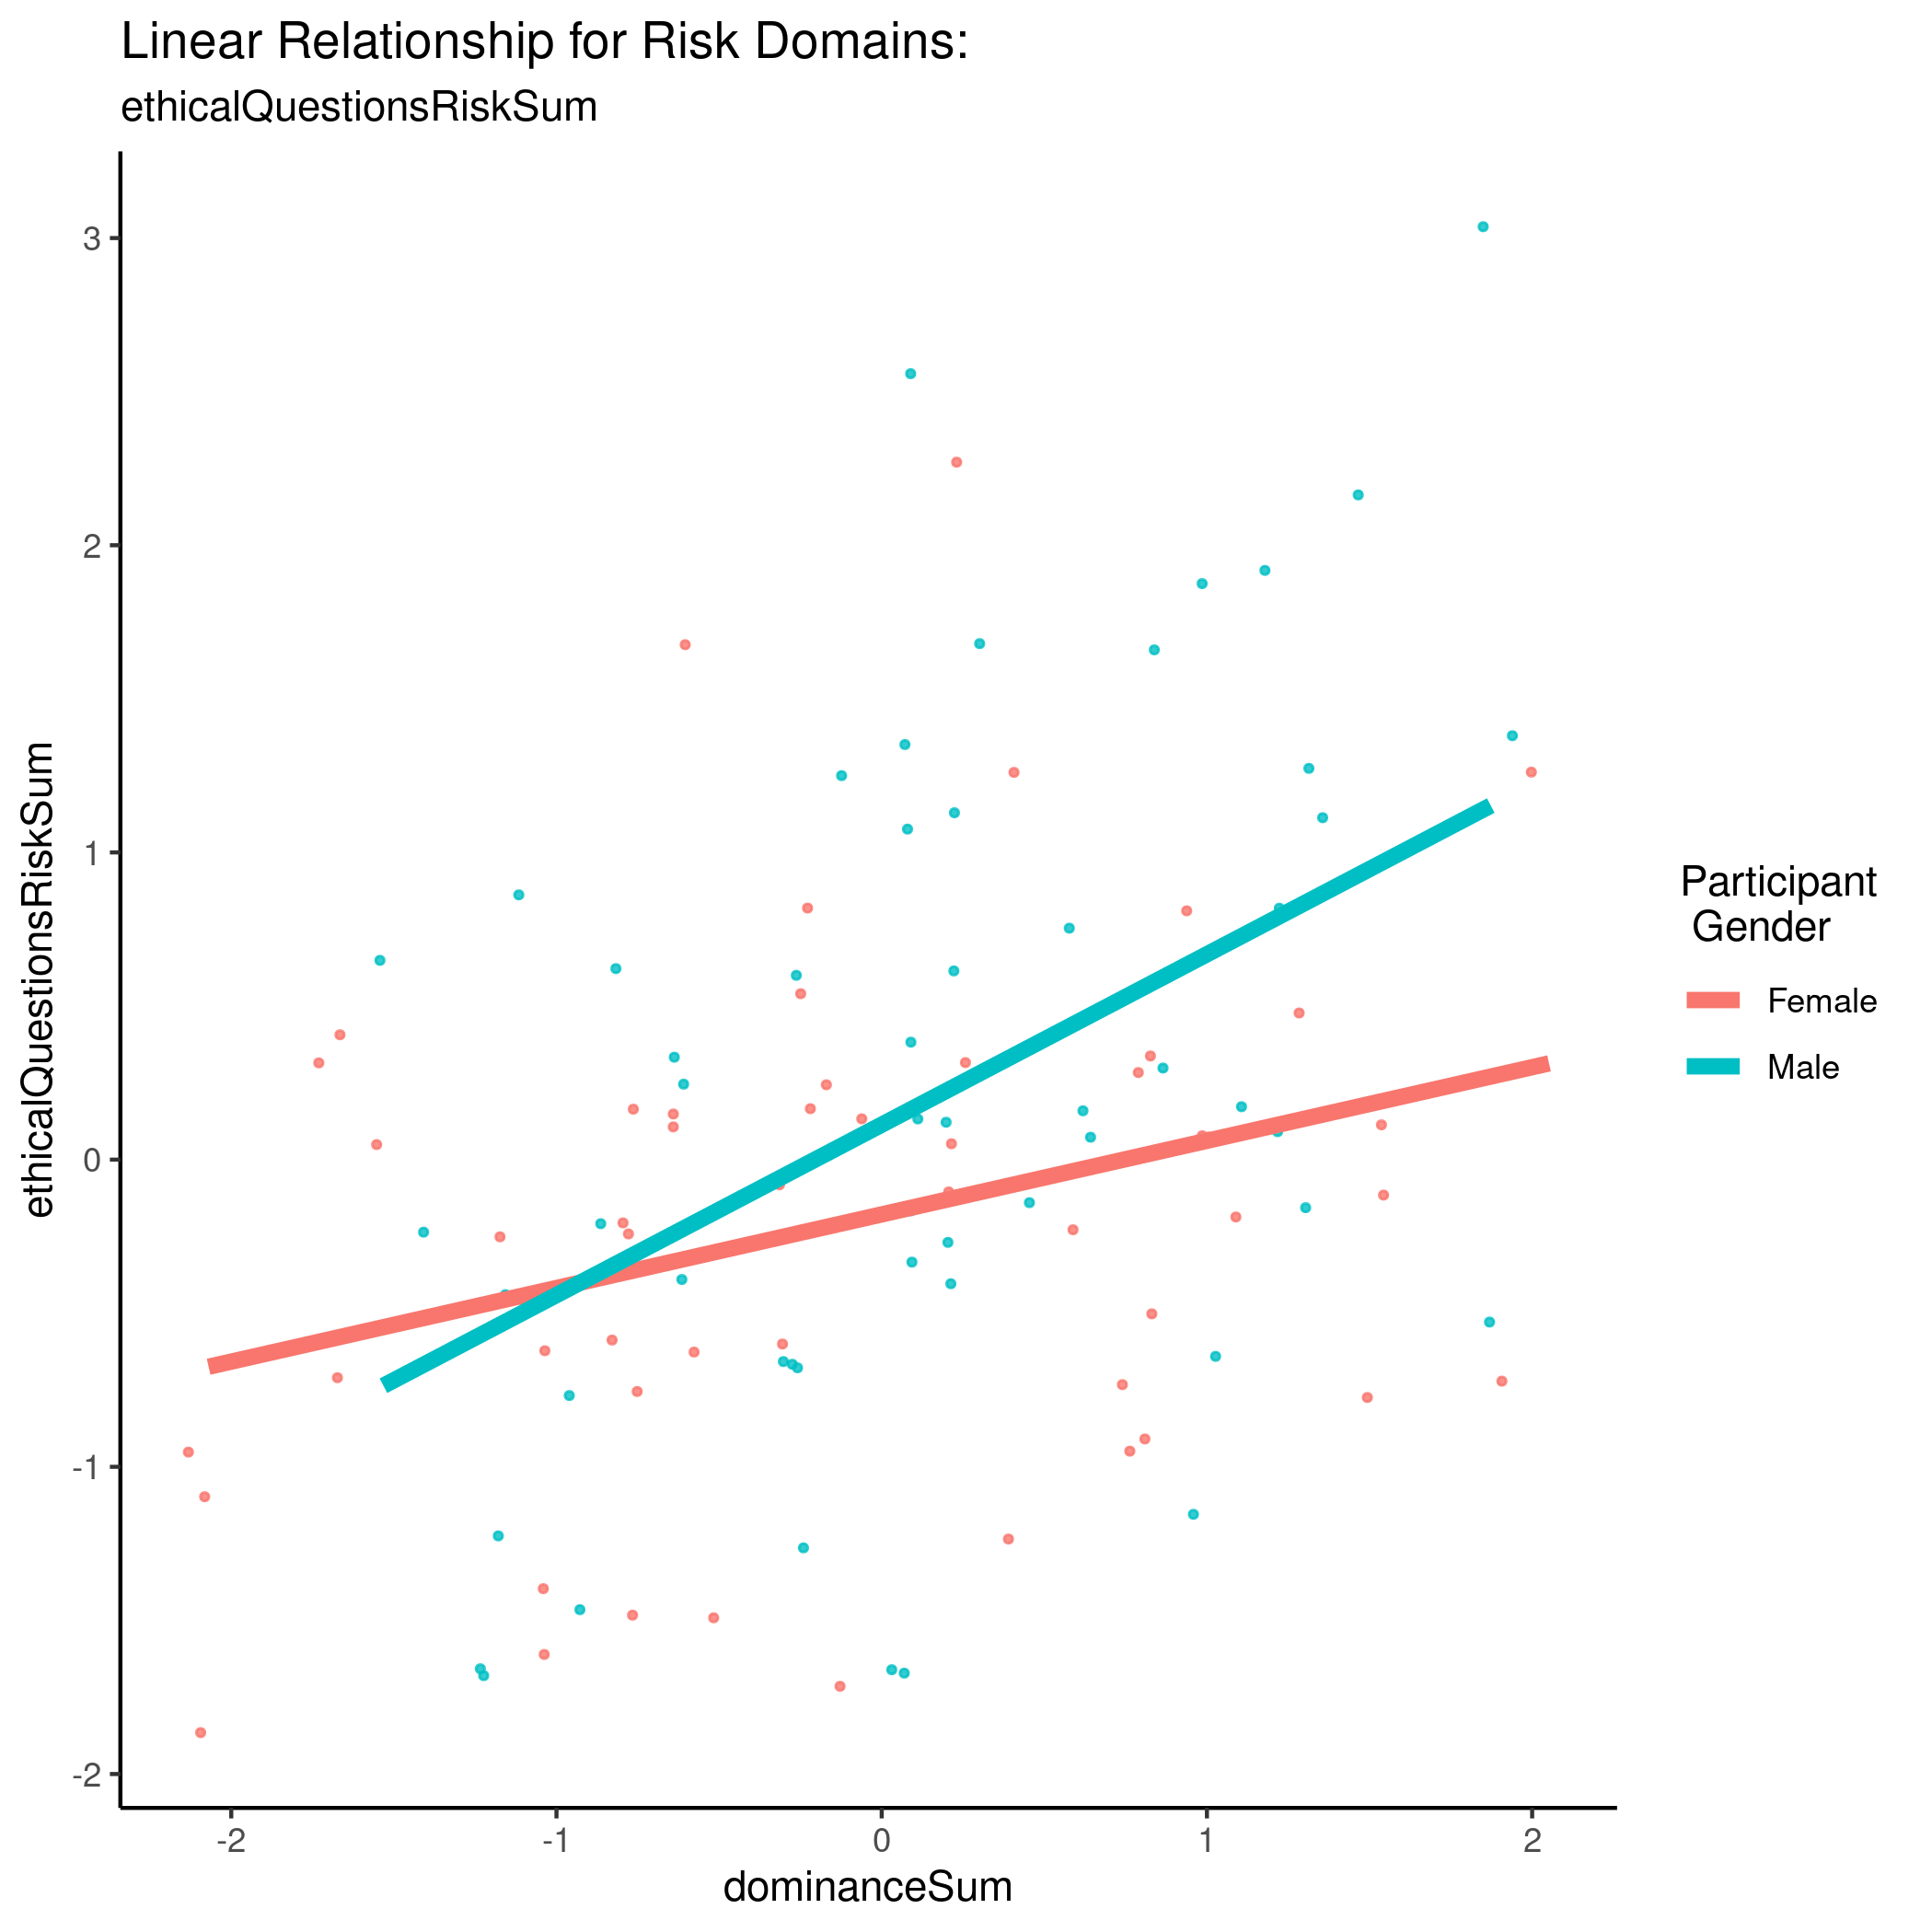 Linear Relationship for Risk Domains:
ethicalQuestionsRiskSum
ethicalQuestionsRiskSum
3
2
1
0
-1
-2
-2
-1
0
1
2
dominanceSum
Participant
Gender
Female
Male